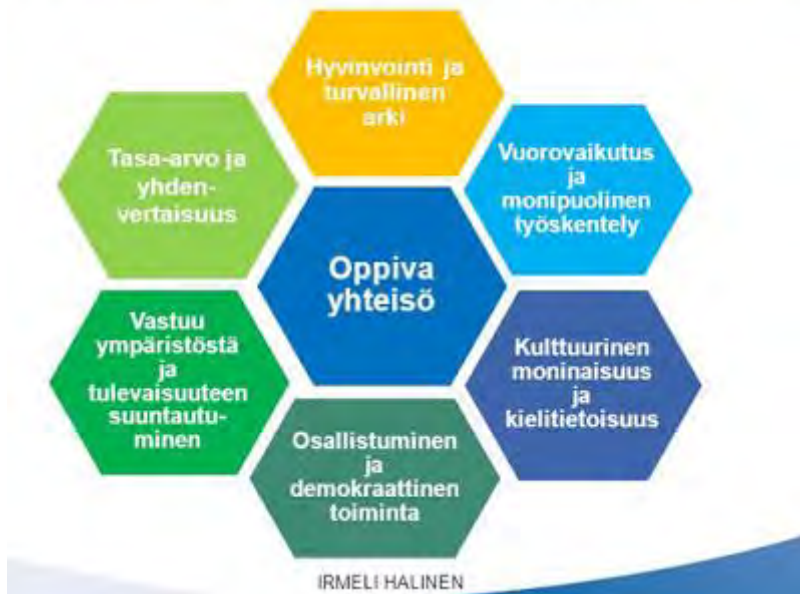 Hyvinvointi ja
turvallinen
arki
Tasa-arvo ja
yhden-
vertaisuus
Vuorovaikutus
ja
monipuolinen
työskentely
Oppiva
yhteisö
Vastuu
ympäristöstä
ja
tulevaisuuteen
suuntautu-
minen
Kulttuurinen
moninaisuus
ja
kielitietoisuus
Osallistuminen
ja
demokraattinen
toiminta
IRMELI HALINEN